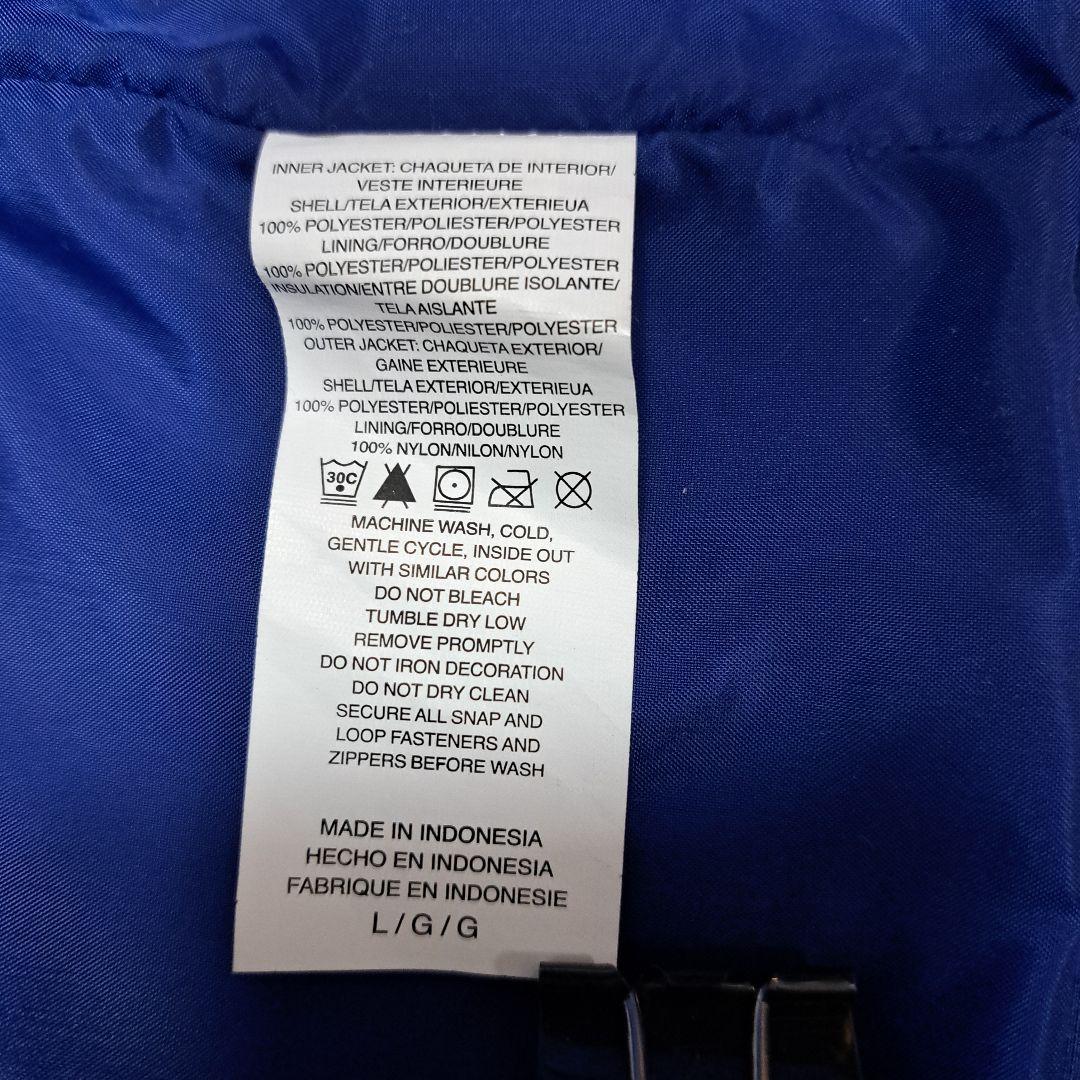 INNER JACKET: CHAQUETA DE INTERIOR/
VESTE INTERIEURE
SHELL/TELA EXTERIOR/EXTERIEUA
100% POLYESTER/POLIESTER/POLYESTER
LINING/FORRO/DOUBLURE
100% POLYESTER/POLIESTER/POLYESTER
INSULATION/ENTRE DOUBLURE ISOLANTE/
TELA AISLANTE
100% POLYESTER/POLIESTER/POLYESTER
OUTER JACKET: CHAQUETA EXTERIOR/
GAINE EXTERIEURE
SHELL/TELA EXTERIOR/EXTERIEUA
100% POLYESTER/POLIESTER/POLYESTER
LINING/FORRO/DOUBLURE
100% NYLON/NILON/NYLON
30C
MACHINE WASH, COLD,
GENTLE CYCLE, INSIDE OUT
WITH SIMILAR COLORS
DO NOT BLEACH
TUMBLE DRY LOW
REMOVE PROMPTLY
DO NOT IRON DECORATION
DO NOT DRY CLEAN
SECURE ALL SNAP AND
LOOP FASTENERS AND
ZIPPERS BEFORE WASH
MADE IN INDONESIA
HECHO EN INDONESIA
FABRIQUE EN INDONESIE
L / G / G